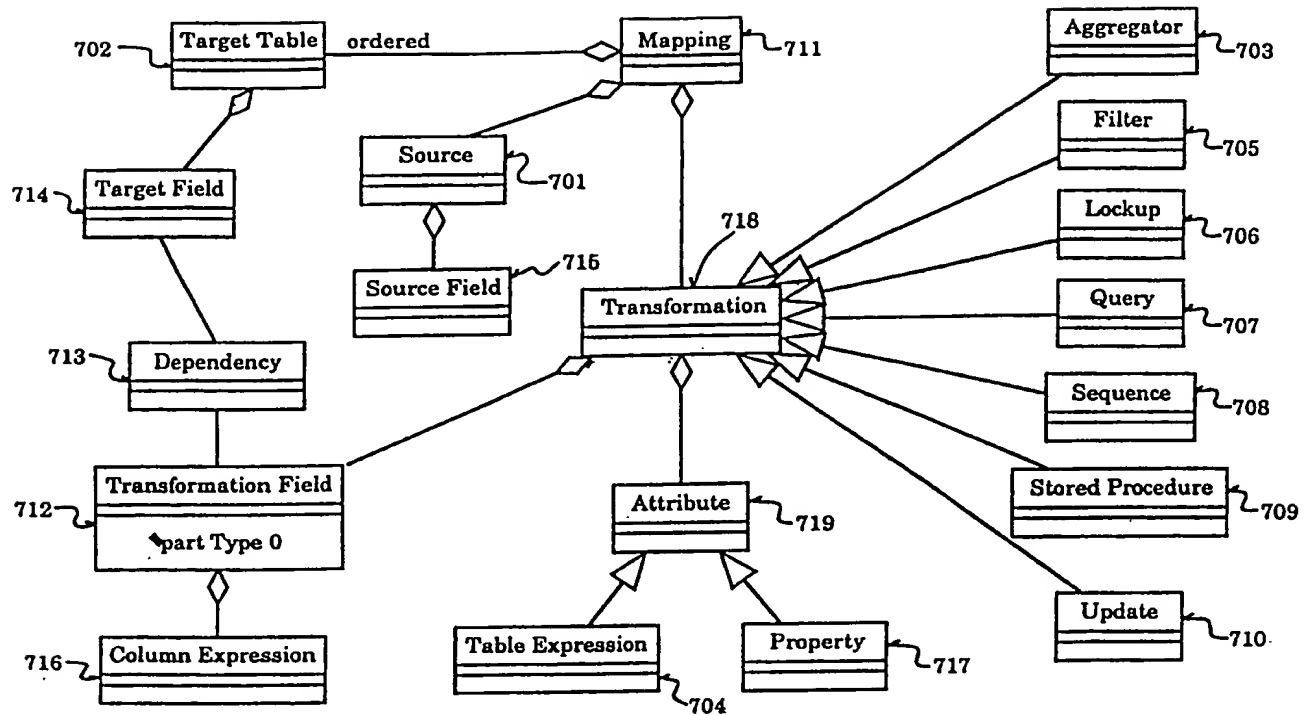 Target Table
702
ordered
Mapping
711
Aggregator
703
Filter
705
Source
701
Target Field
714
Lockup
706
718
Source Field
715
Transformation
Query
707
Dependency
713
Sequence
708
Transformation Field
712
part Type 0
Attribute
719
Stored Procedure
709
Update
710
Column Expression
716
Table Expression
704
Property
717